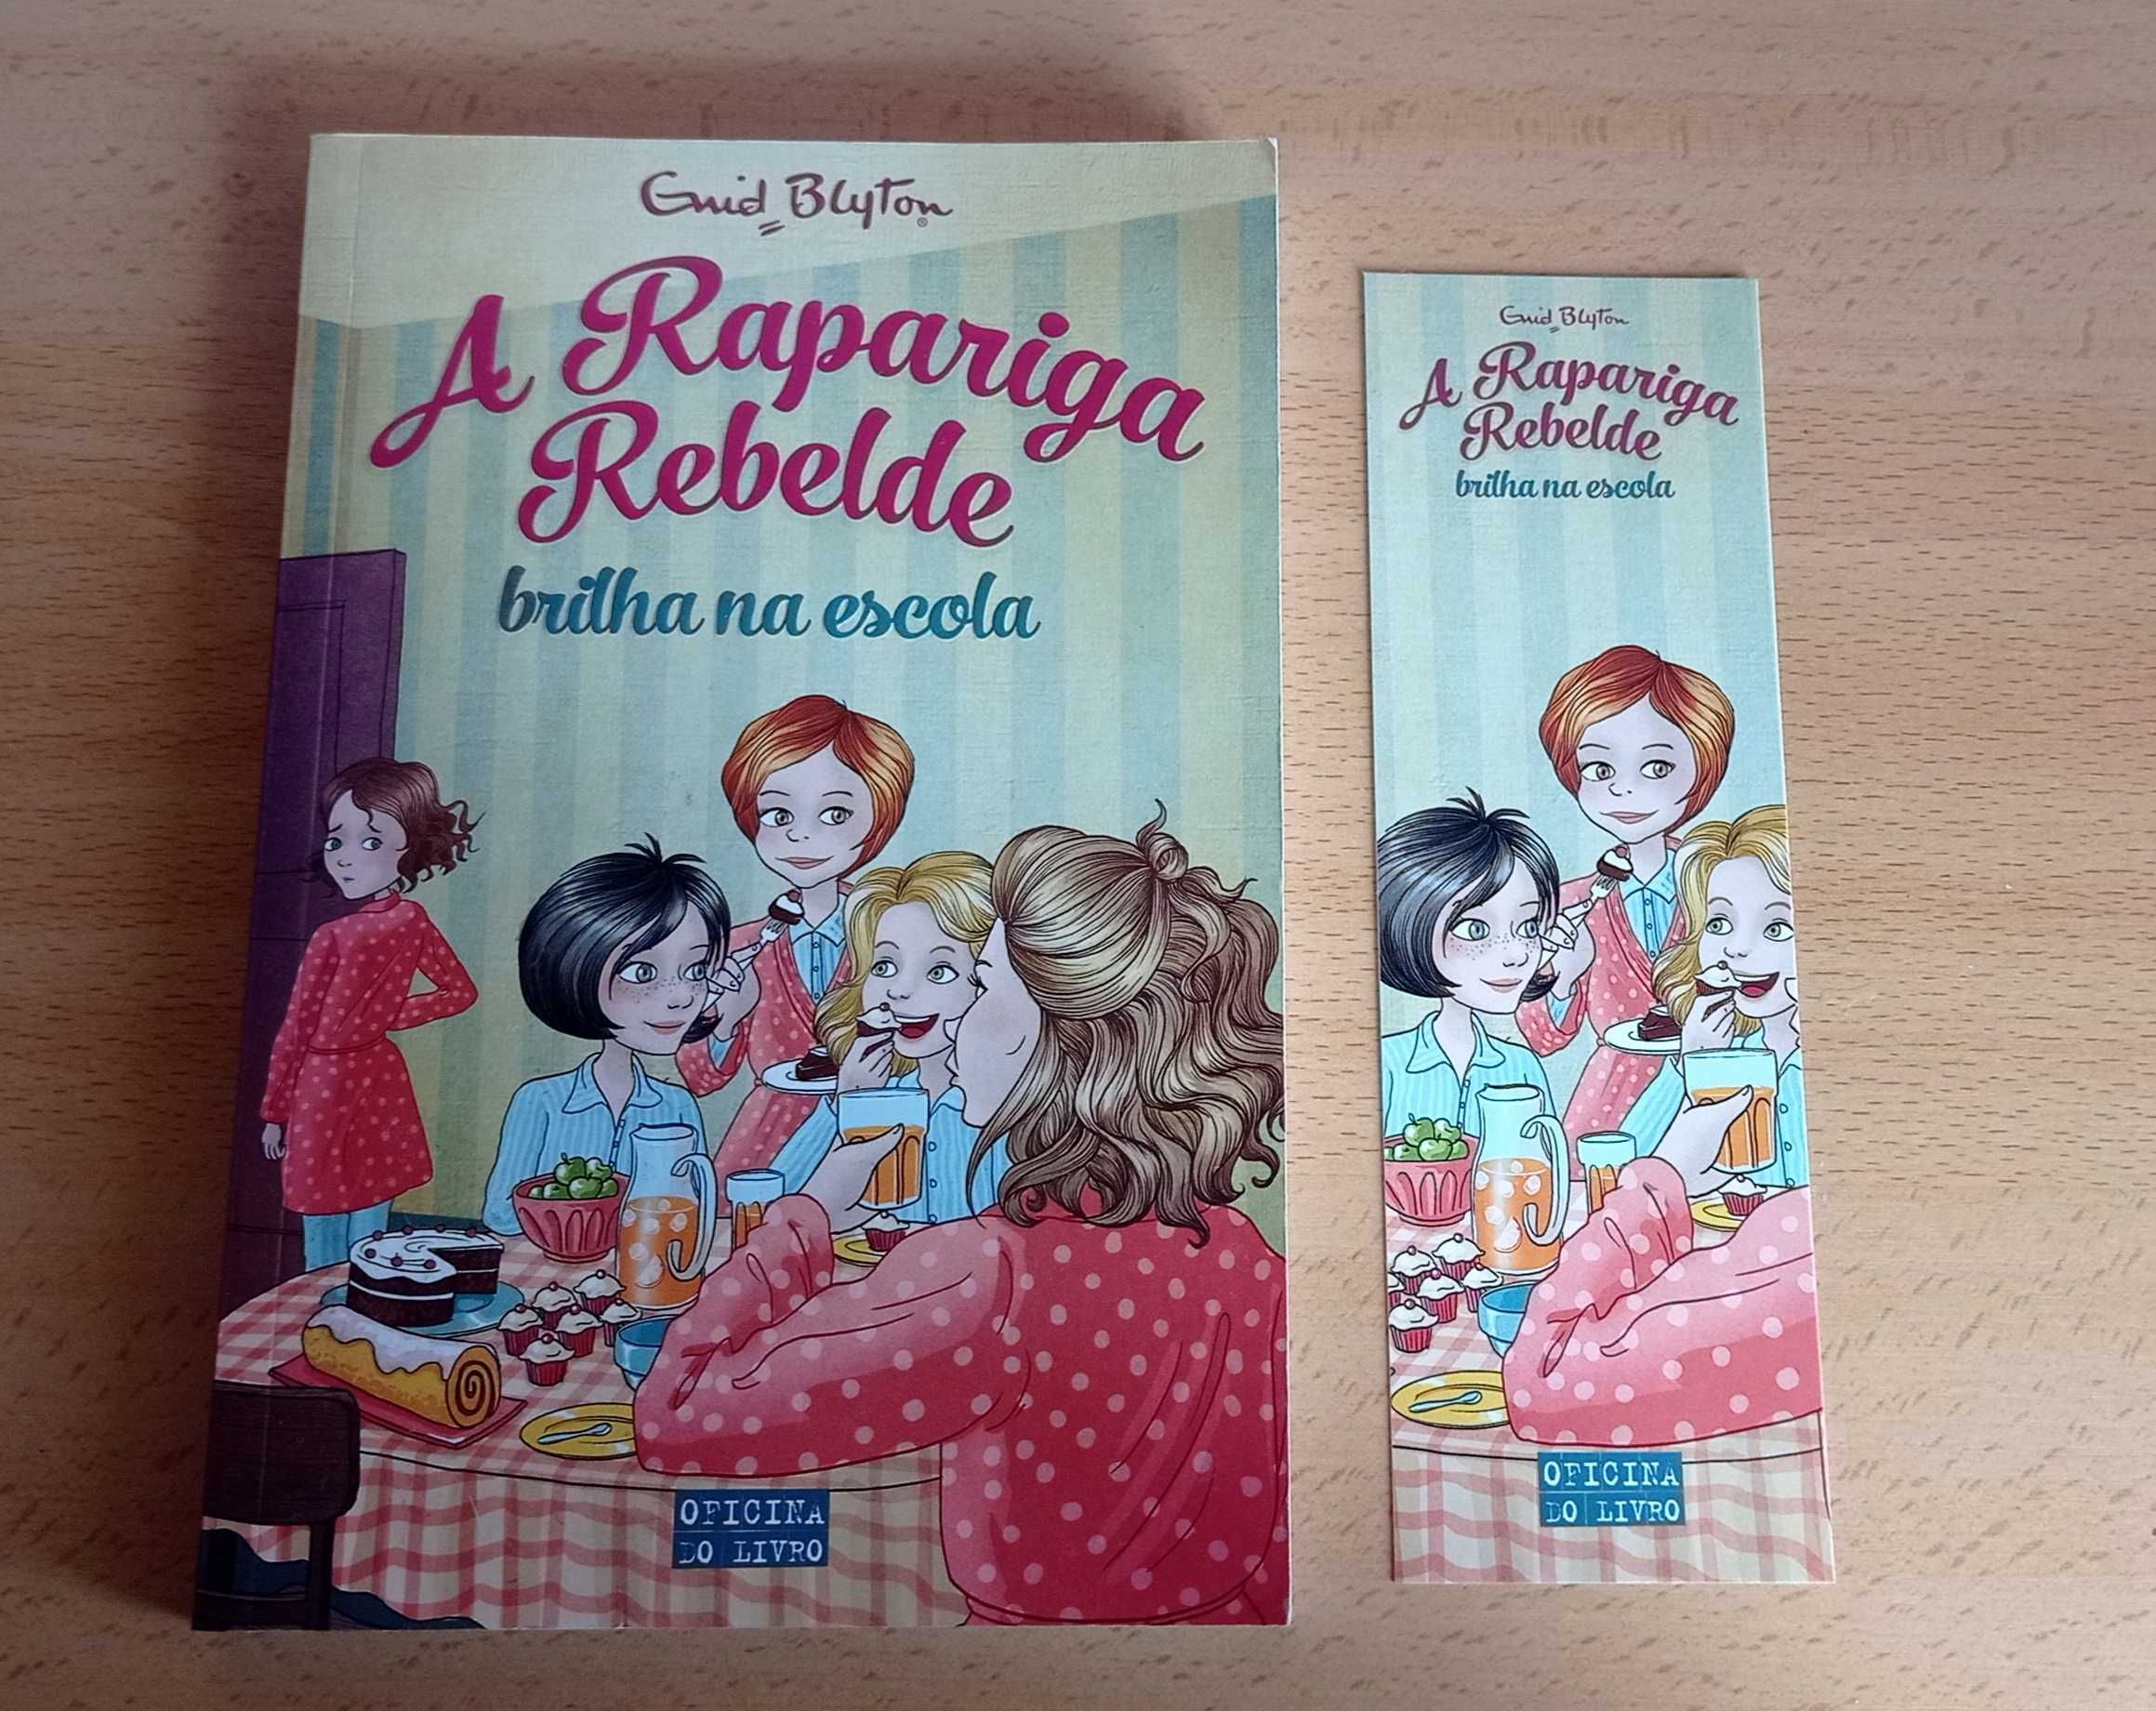 Enid Blyton®
A Rapariga
Rebelde
brilha na escola
OFICINA
DO LIVRO
Enid Blyton
A Rapariga
Rebelde
brilha na escola
OFICINA
DO LIVRO